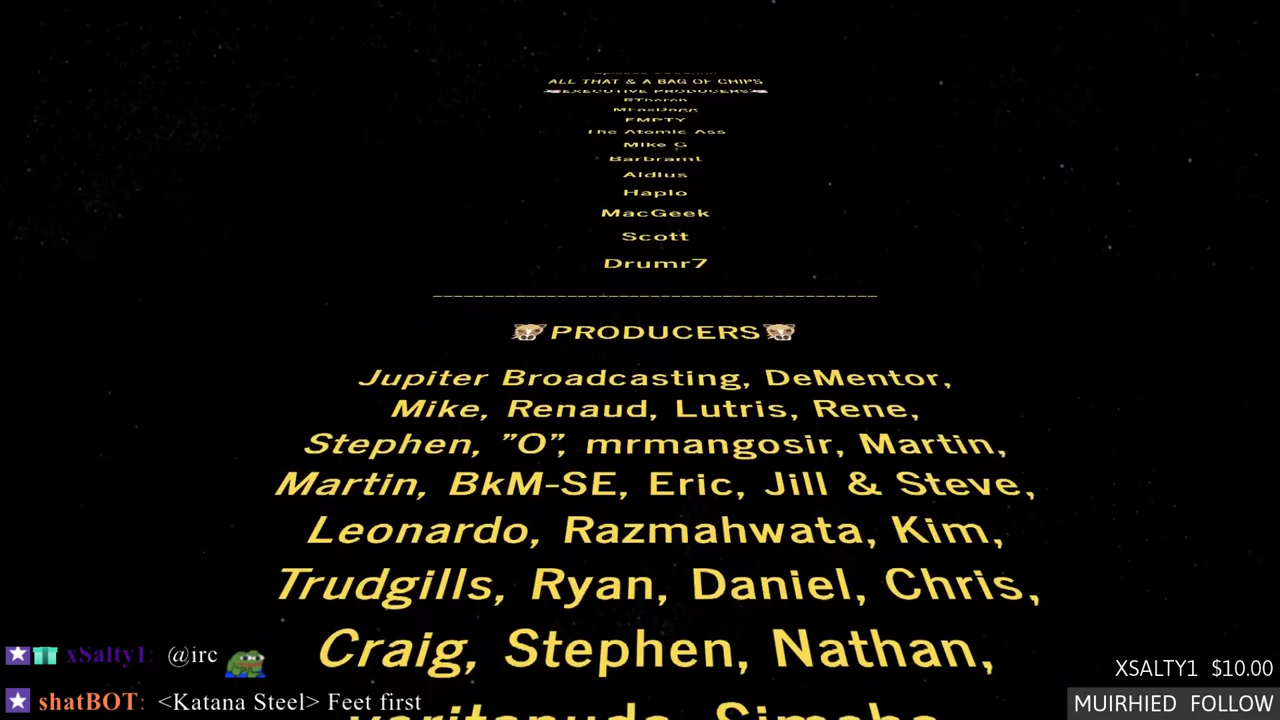 ALL THAT & A BAG OF CHIPS
EXECUTIVE PRODUCERS
EMPTY
The Atomic Ass
Mike G
Aldius
Haplo
MacGeek
Scott
Drumr7
PRODUCERS
Jupiter Broadcasting, DeMentor,
Mike, Renaud, Lutris, Rene,
Stephen, "O", mrmangosir, Martin,
Martin, BkM-SE, Eric, Jill & Steve,
Leonardo, Razmahwata, Kim,
Trudgills, Ryan, Daniel, Chris,
Craig, Stephen, Nathan,
xSalty1: @irc
shatBOT: <Katana Steel> Feet first
XSALTY1 $10.00
MUIRHIED FOLLOW